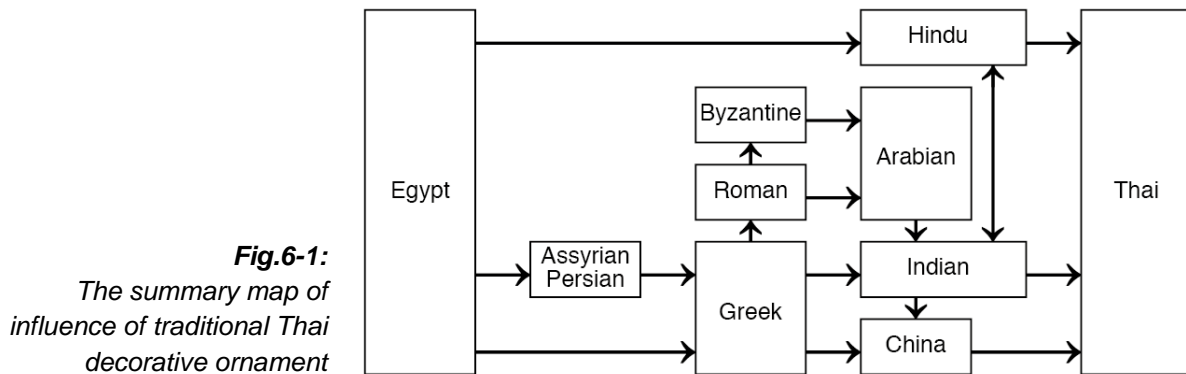 Hindu
Byzantine
Arabian
Egypt
Roman
Thai
Fig.6-1:
The summary map of
influence of traditional Thai
decorative ornament
Assyrian
Persian
Indian
Greek
China